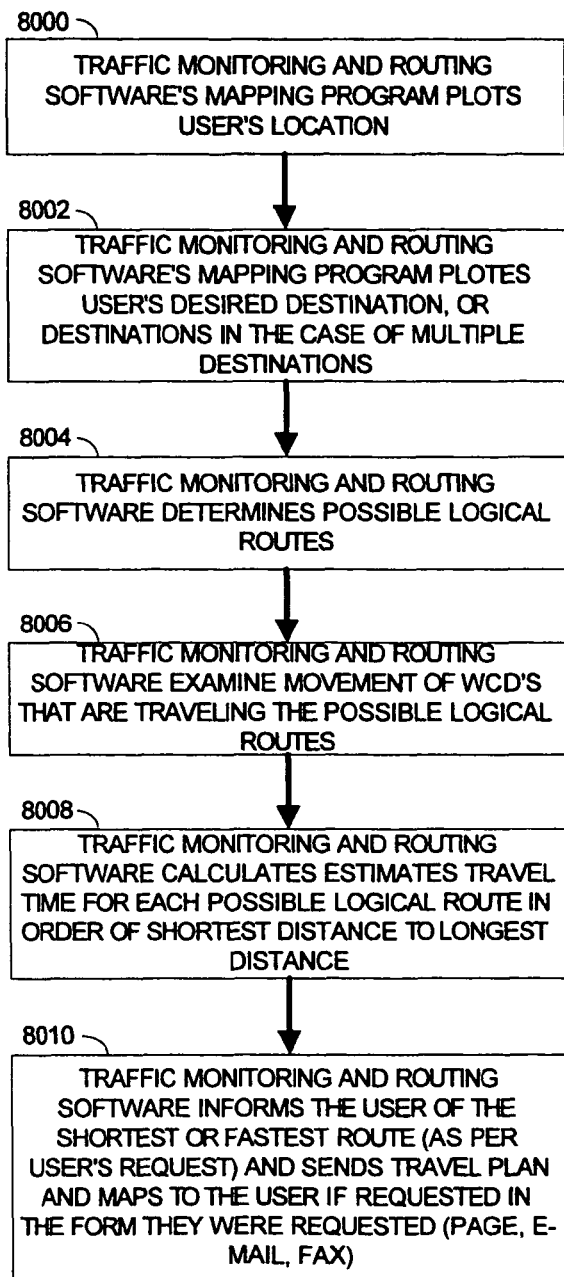 8000
TRAFFIC MONITORING AND ROUTING
SOFTWARE'S MAPPING PROGRAM PLOTS
USER'S LOCATION
8002
TRAFFIC MONITORING AND ROUTING
SOFTWARE'S MAPPING PROGRAM PLOTES
USER'S DESIRED DESTINATION, OR
DESTINATIONS IN THE CASE OF MULTIPLE
DESTINATIONS
8004
TRAFFIC MONITORING AND ROUTING
SOFTWARE DETERMINES POSSIBLE LOGICAL
ROUTES
8006
TRAFFIC MONITORING AND ROUTING
SOFTWARE EXAMINE MOVEMENT OF WCD'S
THAT ARE TRAVELING THE POSSIBLE LOGICAL
ROUTES
8008
TRAFFIC MONITORING AND ROUTING
SOFTWARE CALCULATES ESTIMATES TRAVEL
TIME FOR EACH POSSIBLE LOGICAL ROUTE IN
ORDER OF SHORTEST DISTANCE TO LONGEST
DISTANCE
8010
TRAFFIC MONITORING AND ROUTING
SOFTWARE INFORMS THE USER OF THE
SHORTEST OR FASTEST ROUTE (AS PER
USER'S REQUEST) AND SENDS TRAVEL PLAN
AND MAPS TO THE USER IF REQUESTED IN
THE FORM THEY WERE REQUESTED (PAGE, E-
MAIL, FAX)